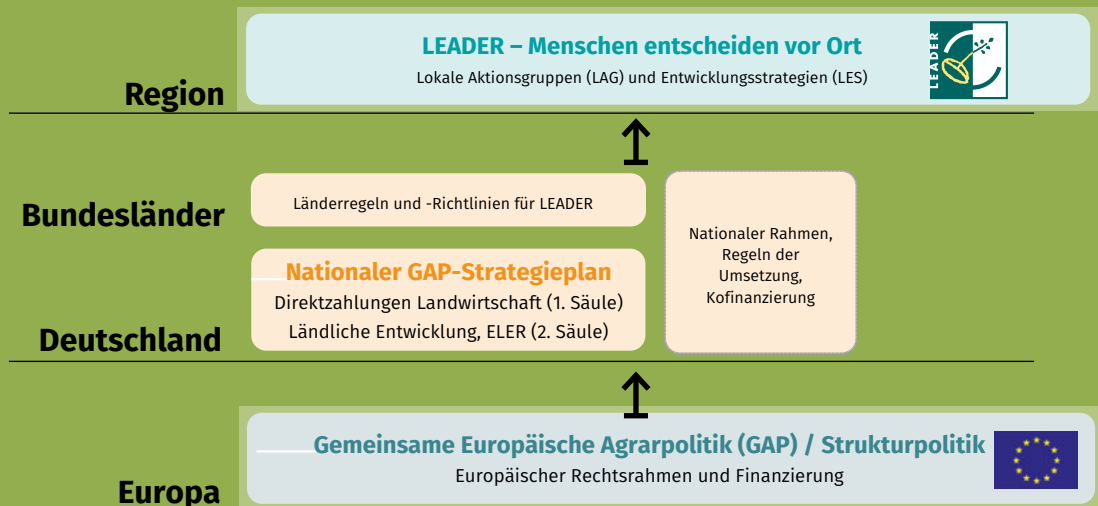 LEADER – Menschen entscheiden vor Ort
Lokale Aktionsgruppen (LAG) und Entwicklungsstrategien (LES)
LEADER
Region
Bundesländer
Länderregeln und -Richtlinien für LEADER
Nationaler Rahmen,
Regeln der
Umsetzung,
Kofinanzierung
Nationaler GAP-Strategieplan
Direktzahlungen Landwirtschaft (1. Säule)
Ländliche Entwicklung, ELER (2. Säule)
Deutschland
Gemeinsame Europäische Agrarpolitik (GAP) / Strukturpolitik
Europäischer Rechtsrahmen und Finanzierung
Europa